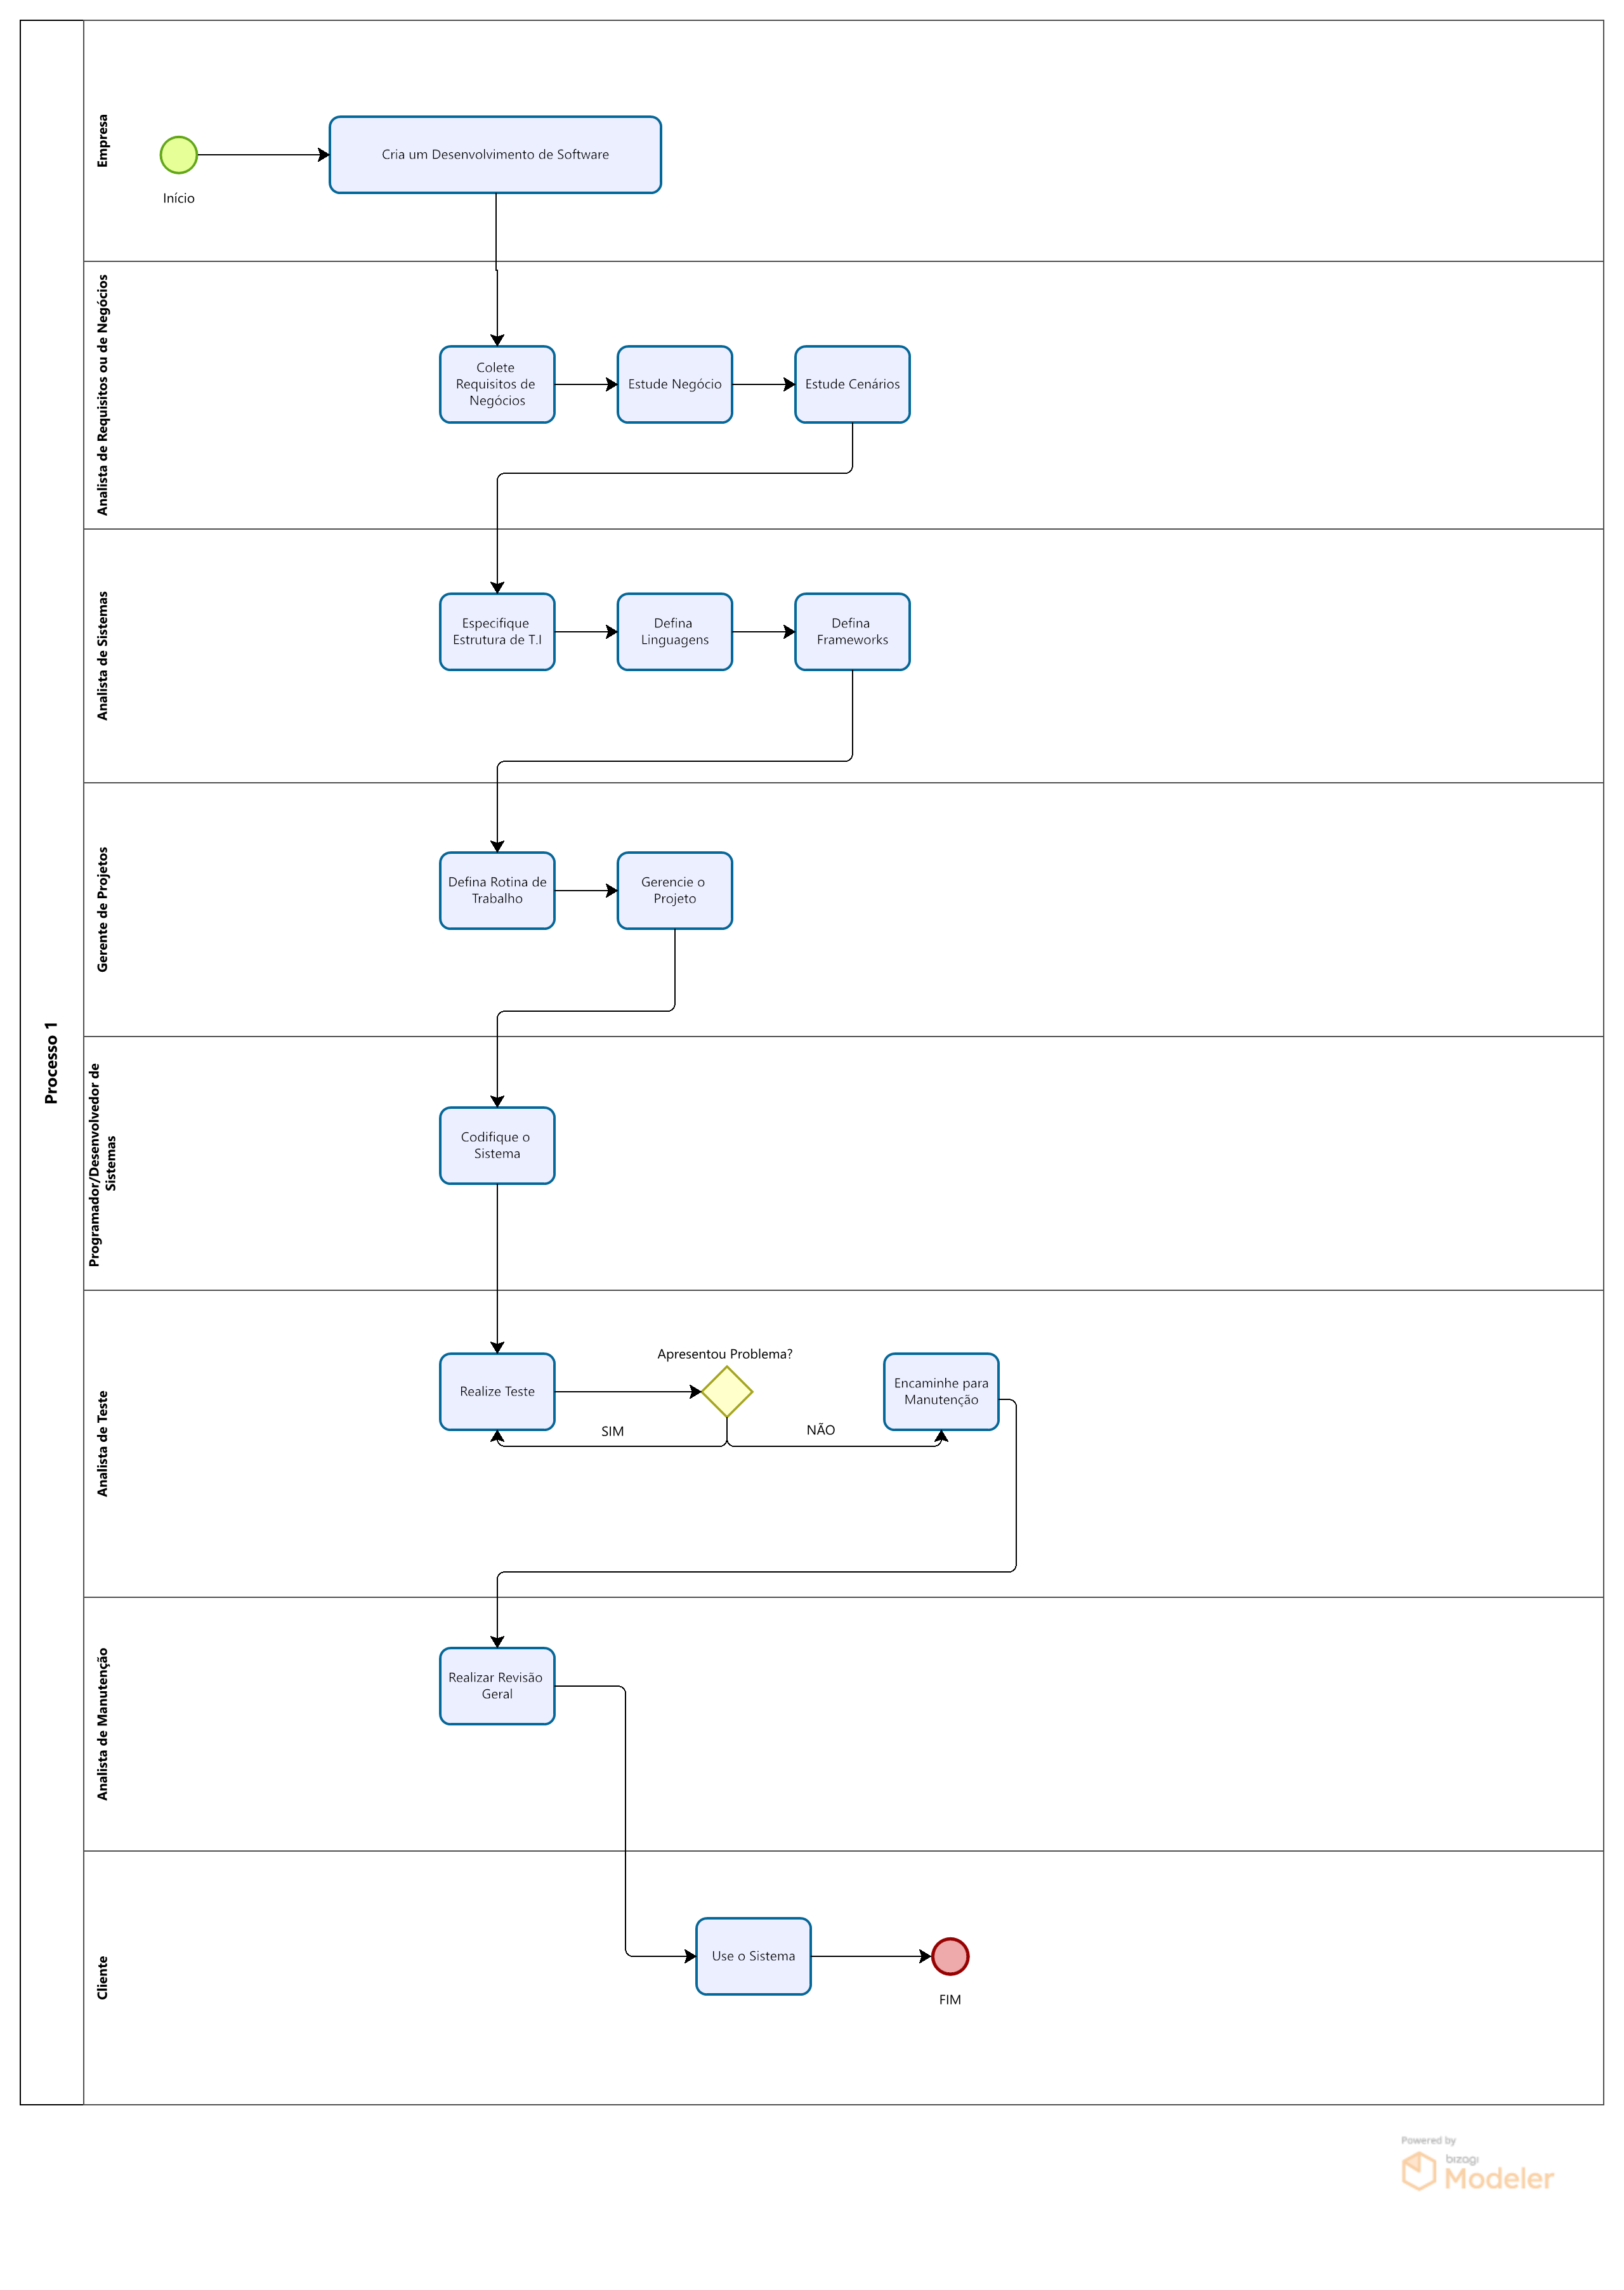 Processo 1
Empresa
Início
Cria um Desenvolvimento de Software
Analista de Requisitos ou de Negócios
Colete
Requisitos de
Negócios
Estude Negócio
Estude Cenários
Analista de Sistemas
Especifique
Estrutura de T.I
Defina
Linguagens
Defina
Frameworks
Gerente de Projetos
Defina Rotina de
Trabalho
Gerencie o
Projeto
Programador/Desenvolvedor de
Sistemas
Codifique o
Sistema
Analista de Teste
Realize Teste
Apresentou Problema?
SIM
NÃO
Encaminhe para
Manutenção
Analista de Manutenção
Realizar Revisão
Geral
Cliente
Use o Sistema
FIM
Powered by
bizagi
Modeler